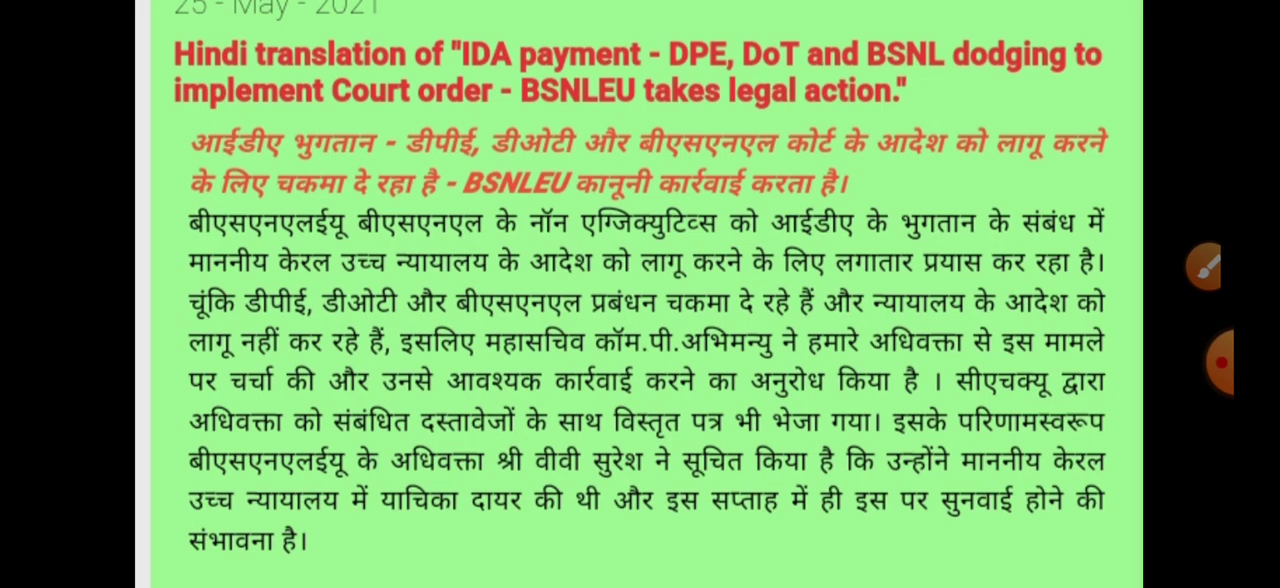 25 - May - 2021
Hindi translation of "IDA payment - DPE, DoT and BSNL dodging to
implement Court order - BSNLEU takes legal action."
आईडीए भुगतान - डीपीई, डीओटी और बीएसएनएल कोर्ट के आदेश को लागू करने
के लिए चकमा दे रहा है - BSNLEU कानूनी कार्रवाई करता है।
बीएसएनएलईयू बीएसएनएल के नॉन एग्जिक्युटिव्स को आईडीए के भुगतान के संबंध में
माननीय केरल उच्च न्यायालय के आदेश को लागू करने के लिए लगातार प्रयास कर रहा है।
चूंकि डीपीई, डीओटी और बीएसएनएल प्रबंधन चकमा दे रहे हैं और न्यायालय के आदेश को
लागू नहीं कर रहे हैं, इसलिए महासचिव कॉम.पी.अभिमन्यु ने हमारे अधिवक्ता से इस मामले
पर चर्चा की और उनसे आवश्यक कार्रवाई करने का अनुरोध किया है । सीएचक्यू द्वारा
अधिवक्ता को संबंधित दस्तावेजों के साथ विस्तृत पत्र भी भेजा गया। इसके परिणामस्वरूप
बीएसएनएलईयू के अधिवक्ता श्री वीवी सुरेश ने सूचित किया है कि उन्होंने माननीय केरल
उच्च न्यायालय में याचिका दायर की थी और इस सप्ताह में ही इस पर सुनवाई होने की
संभावना है।